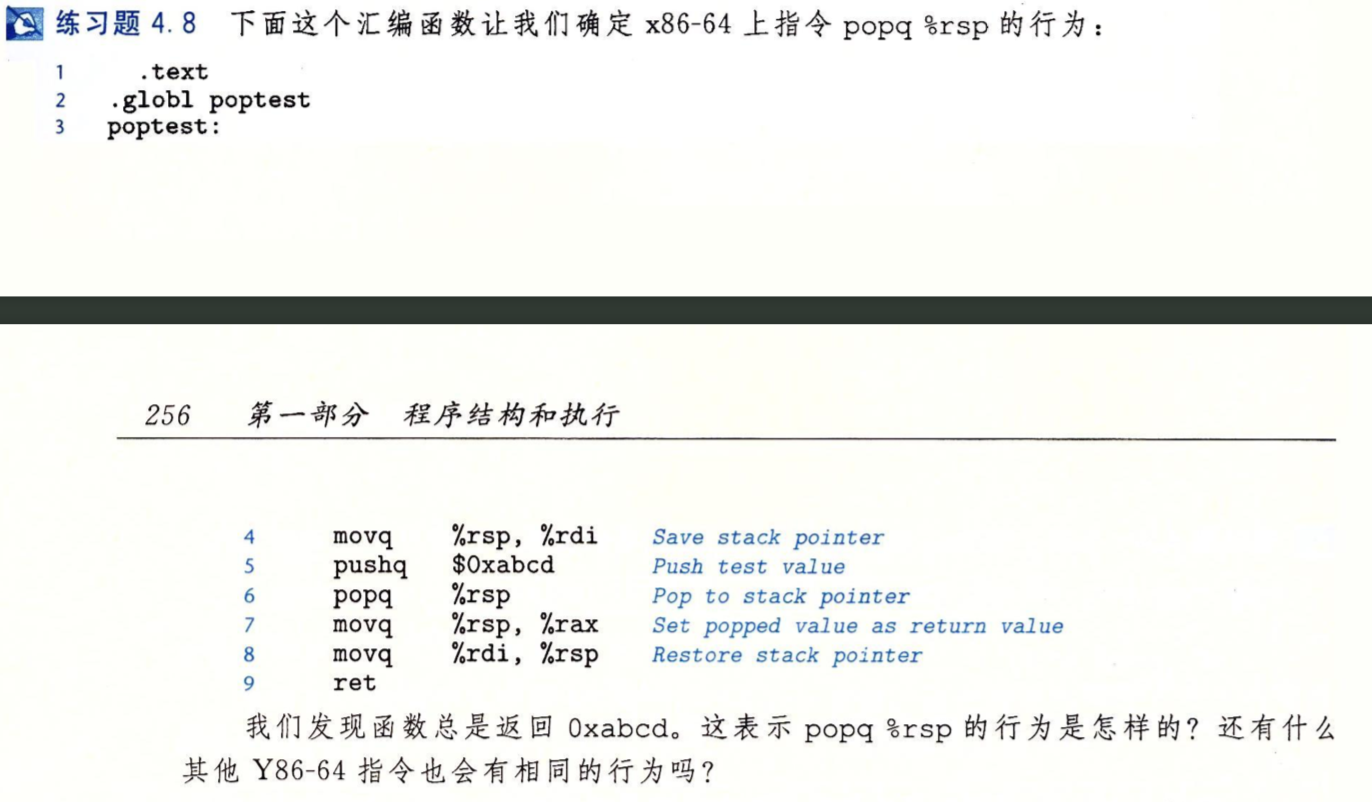 练习题 4.8 下面这个汇编函数让我们确定 x86-64 上指令 popq %rsp 的行为：
1 .text
2 .globl poptest
3 poptest:
256 第一部分 程序结构和执行
4 movq %rsp, %rdi Save stack pointer
5 pushq $0xabcd Push test value
6 popq %rsp Pop to stack pointer
7 movq %rsp, %rax Set popped value as return value
8 movq %rdi, %rsp Restore stack pointer
9 ret
我们发现函数总是返回 0xabcd。这表示 popq %rsp 的行为是怎样的？还有什么
其他 Y86-64 指令也会有相同的行为吗？